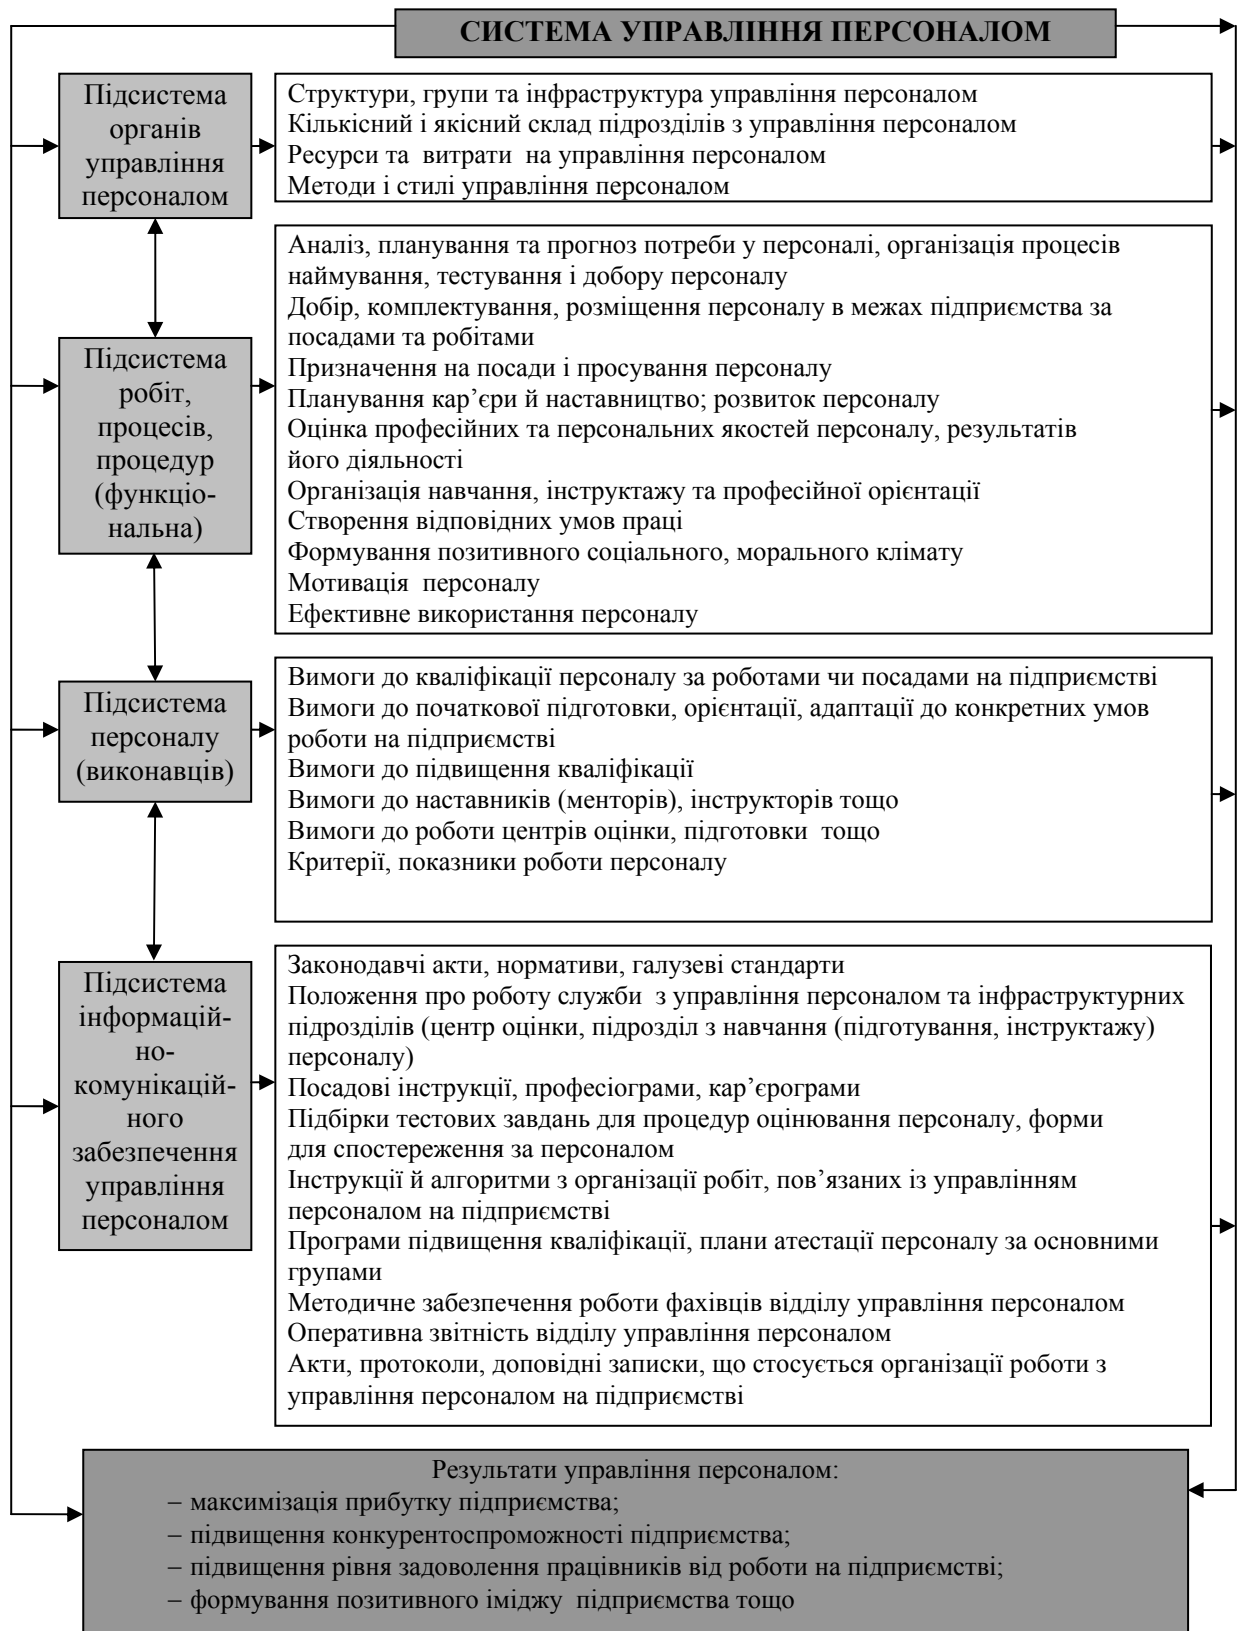 СИСТЕМА УПРАВЛІННЯ ПЕРСОНАЛОМ
Підсистема
органів
управління
персоналом
Структури, групи та інфраструктура управління персоналом
Кількісний і якісний склад підрозділів з управління персоналом
Ресурси та витрати на управління персоналом
Методи і стилі управління персоналом
Підсистема
робіт,
процесів,
процедур
(функціо-
нальна)
Аналіз, планування та прогноз потреби у персоналі, організація процесів
наймування, тестування і добору персоналу
Добір, комплектування, розміщення персоналу в межах підприємства за
посадами та робітами
Призначення на посади і просування персоналу
Планування кар’єри й наставництво; розвиток персоналу
Оцінка професійних та персональних якостей персоналу, результатів
його діяльності
Організація навчання, інструктажу та професійної орієнтації
Створення відповідних умов праці
Формування позитивного соціального, морального клімату
Мотивація персоналу
Ефективне використання персоналу
Підсистема
персоналу
(виконавців)
Вимоги до кваліфікації персоналу за роботами чи посадами на підприємстві
Вимоги до початкової підготовки, орієнтації, адаптації до конкретних умов
роботи на підприємстві
Вимоги до підвищення кваліфікації
Вимоги до наставників (менторів), інструкторів тощо
Вимоги до роботи центрів оцінки, підготовки тощо
Критерії, показники роботи персоналу
Підсистема
інформацій-
но-
комунікацій-
ного
забезпечення
управління
персоналом
Законодавчі акти, нормативи, галузеві стандарти
Положення про роботу служби з управління персоналом та інфраструктурних
підрозділів (центр оцінки, підрозділ з навчання (підготування, інструктажу)
персоналу)
Посадові інструкції, професіограми, кар’єрограми
Підбірки тестових завдань для процедур оцінювання персоналу, форми
для спостереження за персоналом
Інструкції й алгоритми з організації робіт, пов’язаних із управлінням
персоналом на підприємстві
Програми підвищення кваліфікації, плани атестації персоналу за основними
групами
Методичне забезпечення роботи фахівців відділу управління персоналом
Оперативна звітність відділу управління персоналом
Акти, протоколи, доповідні записки, що стосується організації роботи з
управління персоналом на підприємстві
Результати управління персоналом:
– максимізація прибутку підприємства;
– підвищення конкурентоспроможності підприємства;
– підвищення рівня задоволення працівників від роботи на підприємстві;
– формування позитивного іміджу підприємства тощо